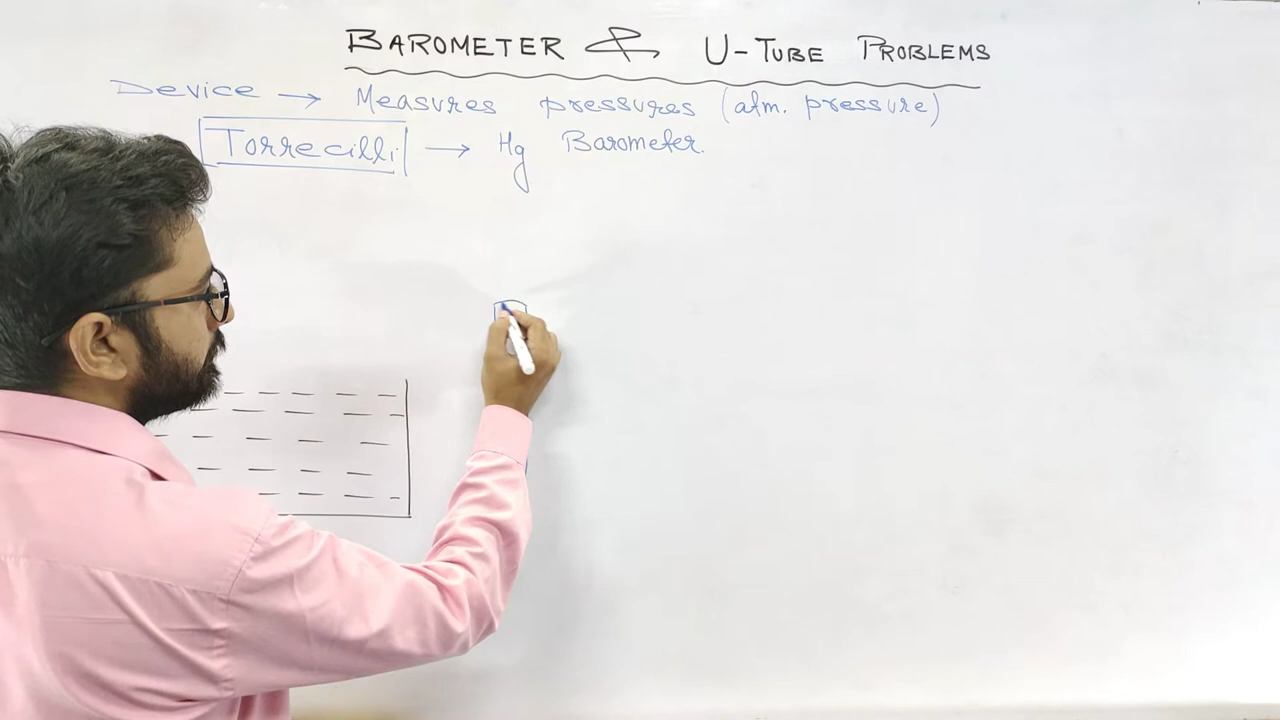 BAROMETER & U-TUBE PROBLEMS
Device → Measures pressures (atm. pressure)
Torrecilli → Hg Barometer.